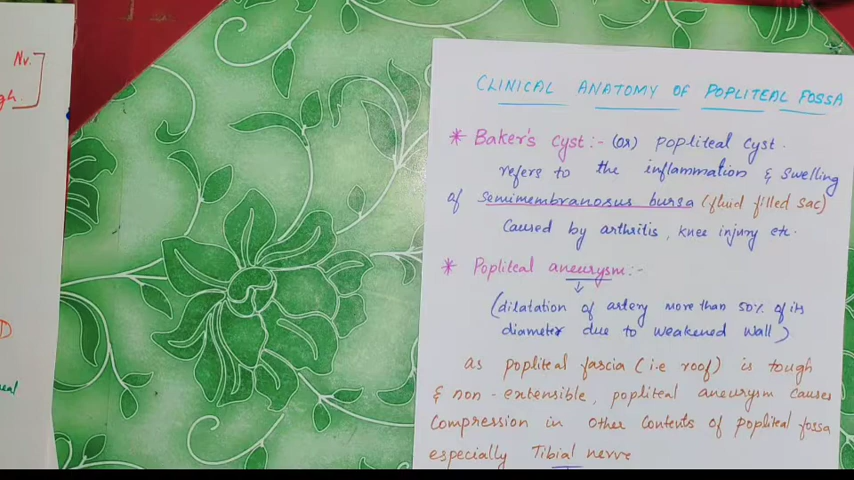 Nv.
gh.
D
eal
CLINICAL ANATOMY OF POPLITEAL FOSSA
* Baker's cyst :- (or) popliteal cyst.
refers to the inflammation & swelling
of semimembranosus bursa (fluid filled sac)
Caused by arthritis, knee injury etc.
* Popliteal aneurysm :-
(dilatation of artery more than 50% of its
diameter due to weakened wall)
as popliteal fascia (i.e roof) is tough
& non-extensible, popliteal aneurysm causes
Compression in other contents of popliteal fossa
especially Tibial nerve